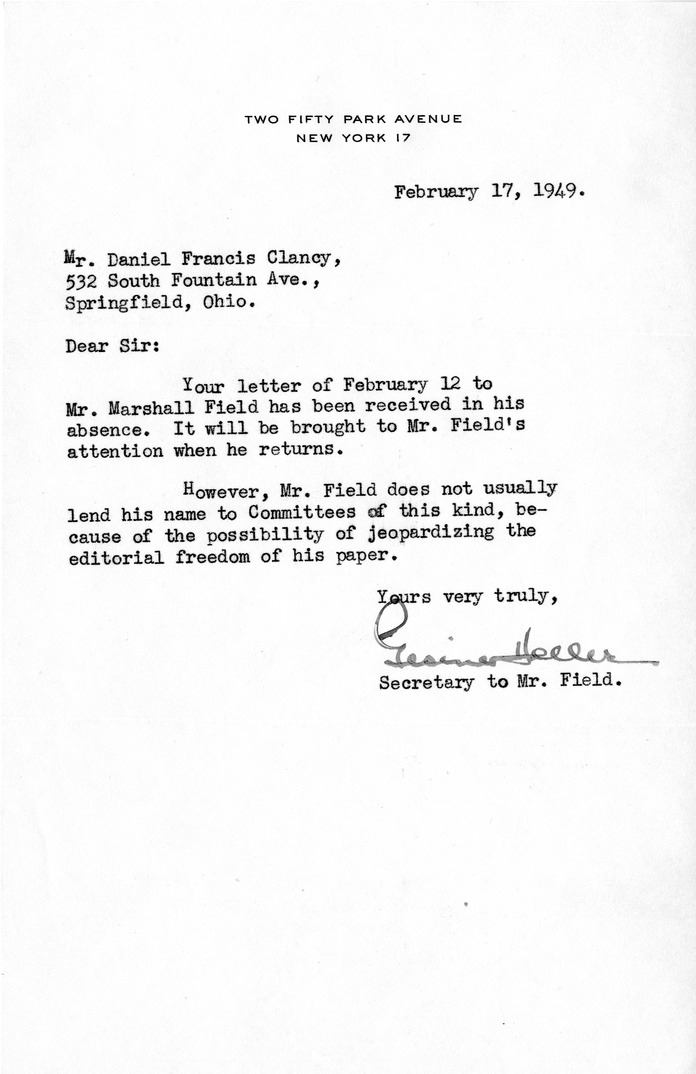 TWO FIFTY PARK AVENUE
NEW YORK 17
February 17, 1949.
Mr. Daniel Francis Clancy,
532 South Fountain Ave.,
Springfield, Ohio.
Dear Sir:
Your letter of February 12 to
Mr. Marshall Field has been received in his
absence. It will be brought to Mr. Field's
attention when he returns.
However, Mr. Field does not usually
lend his name to Committees of this kind, be-
cause of the possibility of jeopardizing the
editorial freedom of his paper.
Yours very truly,
Heller
Secretary to Mr. Field.